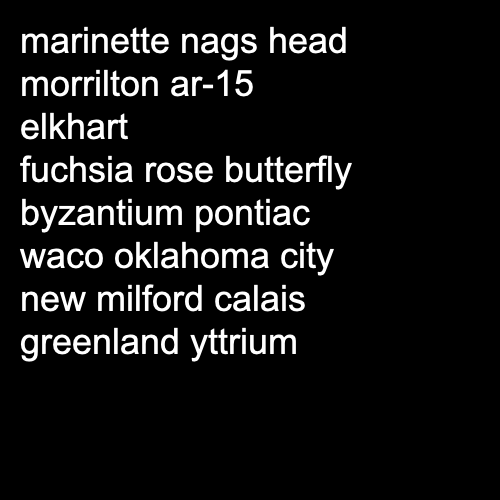 marinette nags head
morrilton ar-15
elkhart
fuchsia rose butterfly
byzantium pontiac
waco oklahoma city
new milford calais
greenland yttrium